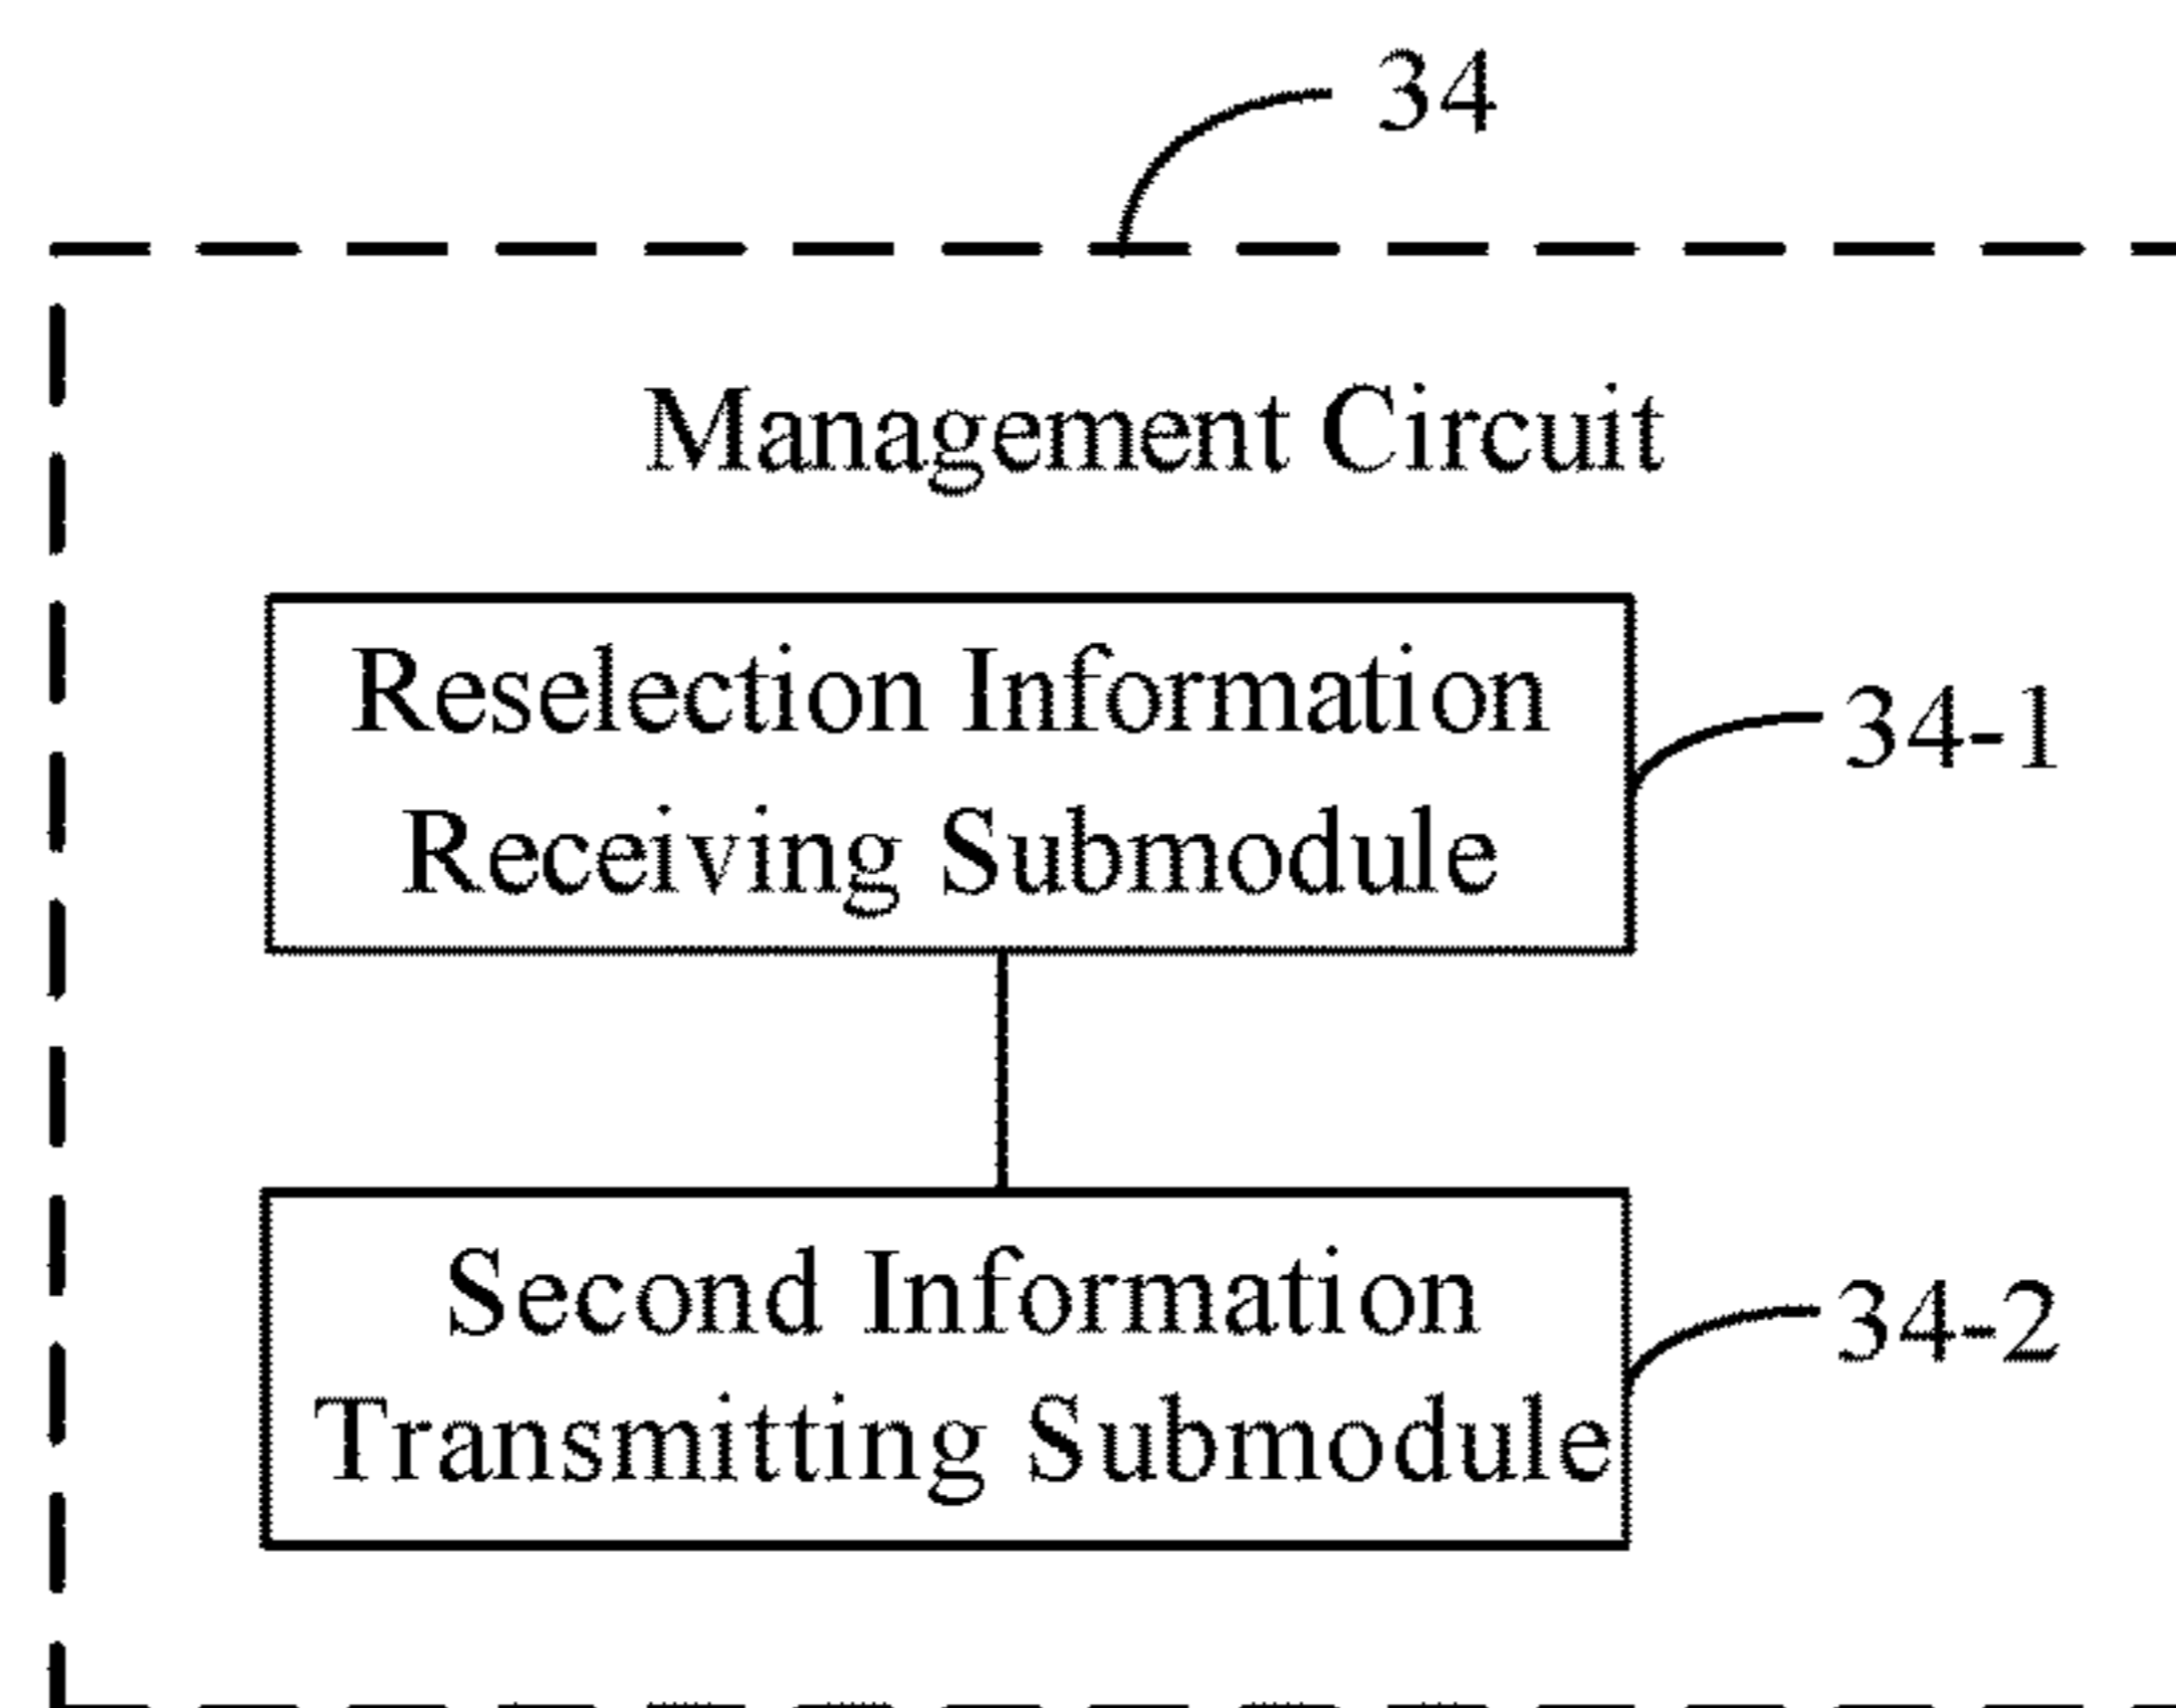 34
Management Circuit
Reselection Information
Receiving Submodule
34-1
Second Information
Transmitting Submodule
34-2